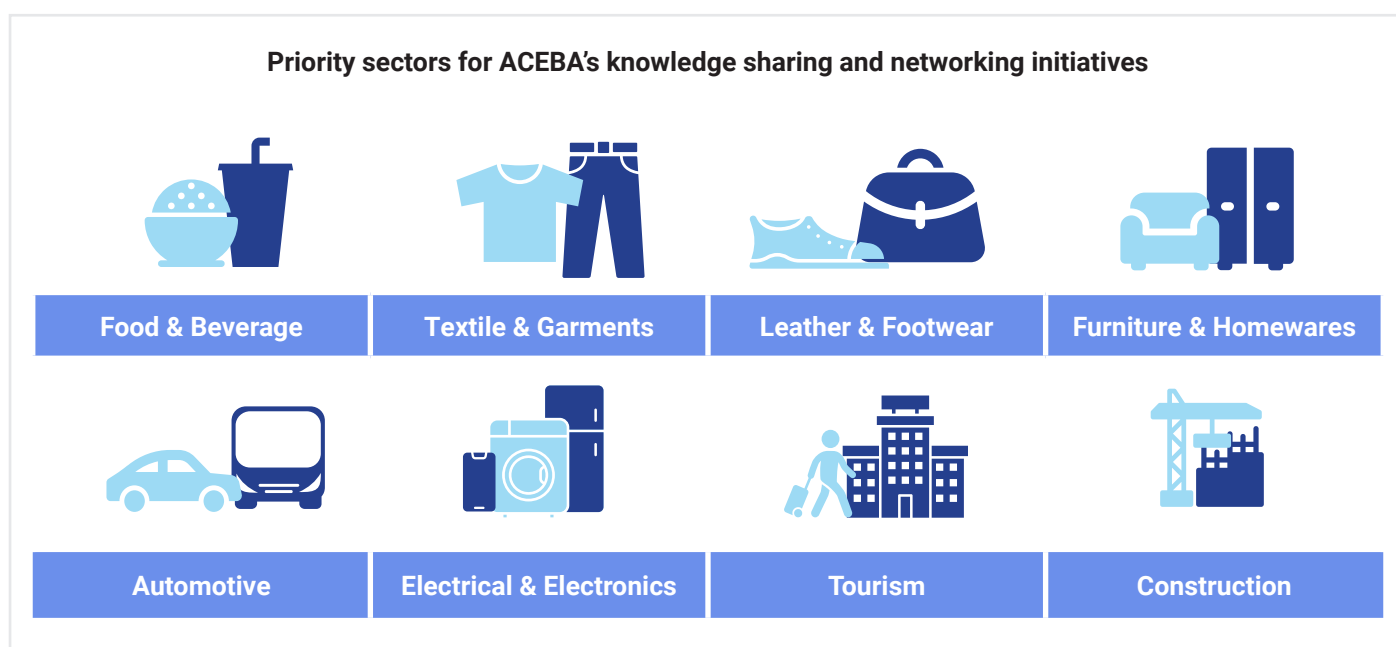 Priority sectors for ACEBA’s knowledge sharing and networking initiatives
Food & Beverage
Textile & Garments
Leather & Footwear
Furniture & Homewares
Automotive
Electrical & Electronics
Tourism
Construction